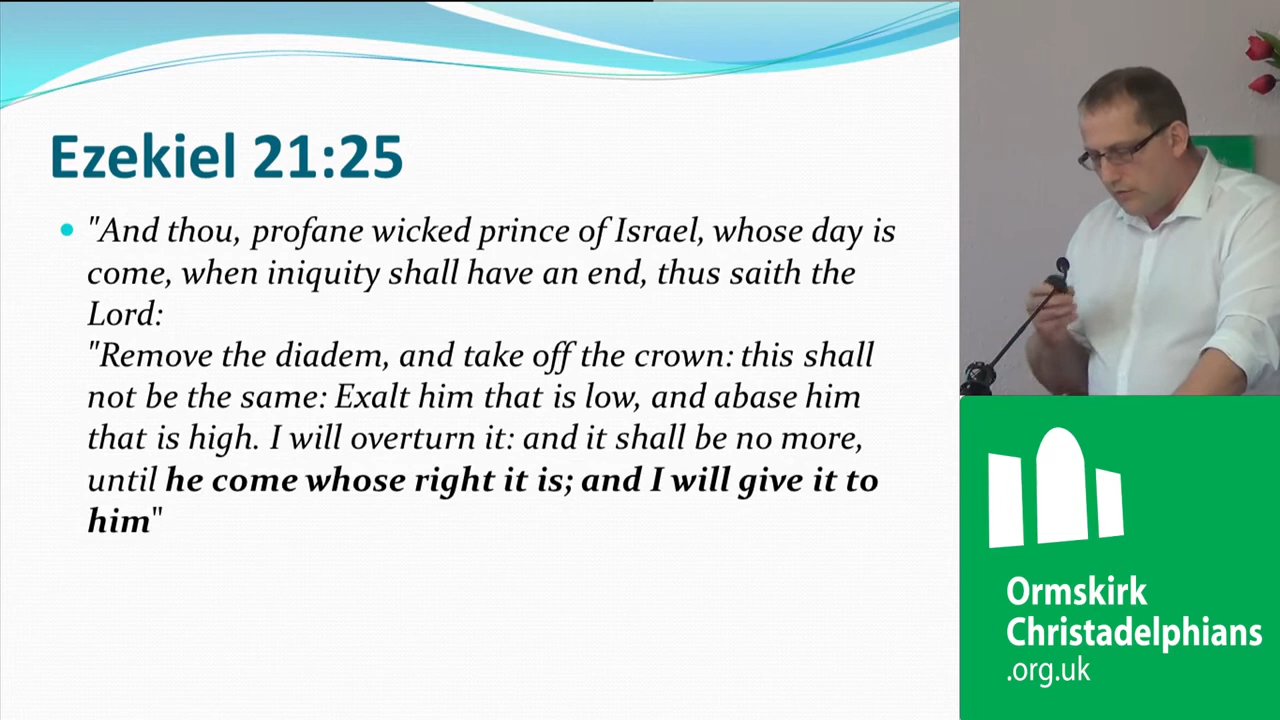 Ezekiel 21:25
"And thou, profane wicked prince of Israel, whose day is
come, when iniquity shall have an end, thus saith the
Lord:
"Remove the diadem, and take off the crown: this shall
not be the same: Exalt him that is low, and abase him
that is high. I will overturn it: and it shall be no more,
until he come whose right it is; and I will give it to
him"
Ormskirk
Christadelphians
.org.uk